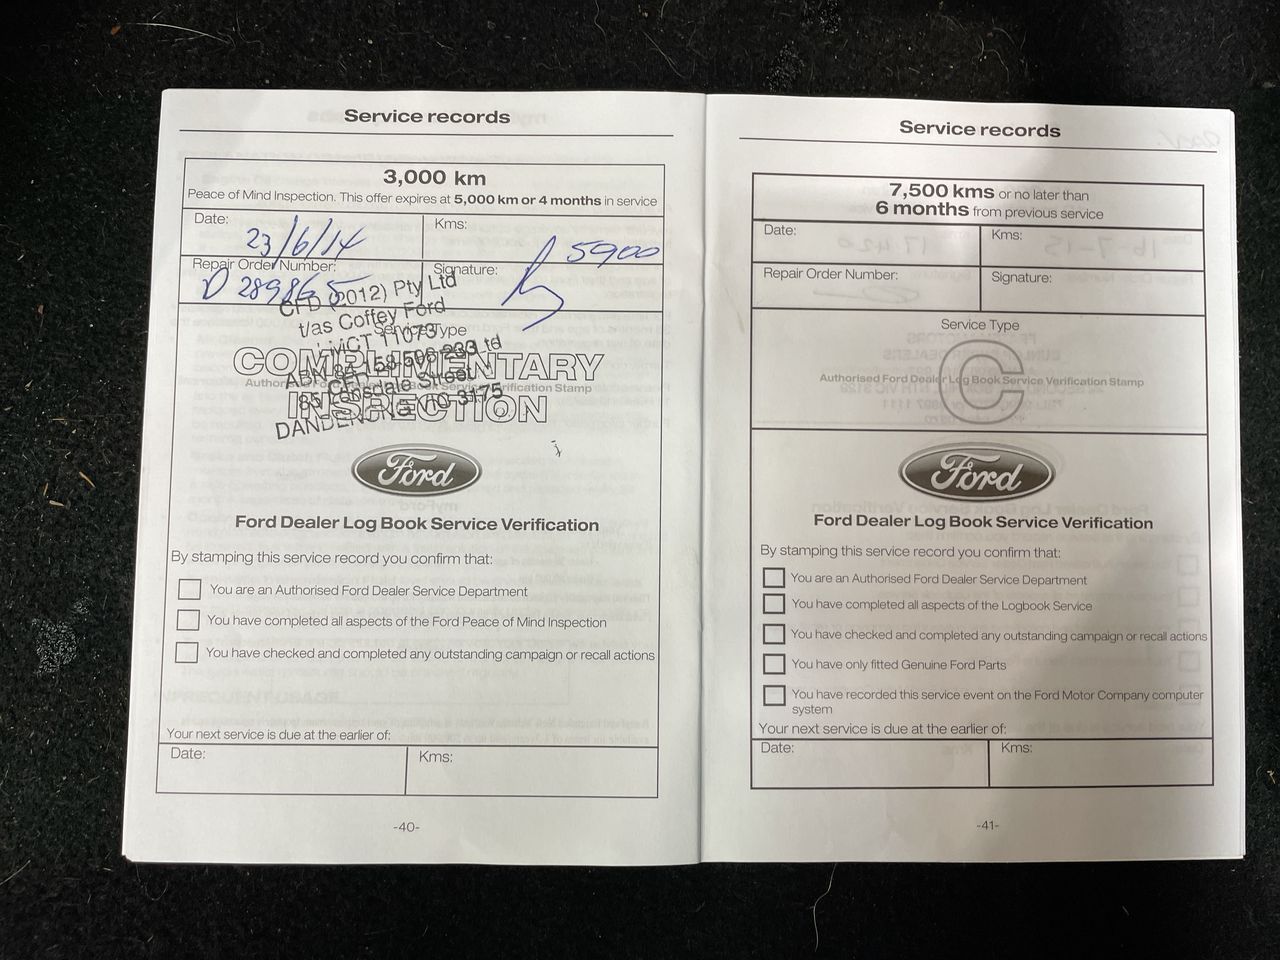 Service records
3,000 km
Peace of Mind Inspection. This offer expires at 5,000 km or 4 months in service
Date: 23/6/14
Kms: 5900
Repair Order Number: D 289865
Signature:
CFD (2012) Pty Ltd
t/as Coffey Ford
Service Type
LMCT 11073
COMPLIMENTARY
Authorised Ford Dealer Log Book Service Verification Stamp
INSPECTION
DANDENONG VIC 3175
Ford
Ford Dealer Log Book Service Verification
By stamping this service record you confirm that:
You are an Authorised Ford Dealer Service Department
You have completed all aspects of the Ford Peace of Mind Inspection
You have checked and completed any outstanding campaign or recall actions
Your next service is due at the earlier of:
Date:
Kms:
-40-
Service records
7,500 kms or no later than
6 months from previous service
Date:
Kms:
Repair Order Number:
Signature:
Service Type
C
Authorised Ford Dealer Log Book Service Verification Stamp
Ford
Ford Dealer Log Book Service Verification
By stamping this service record you confirm that:
You are an Authorised Ford Dealer Service Department
You have completed all aspects of the Logbook Service
You have checked and completed any outstanding campaign or recall actions
You have only fitted Genuine Ford Parts
You have recorded this service event on the Ford Motor Company computer
system
Your next service is due at the earlier of:
Date:
Kms:
-41-